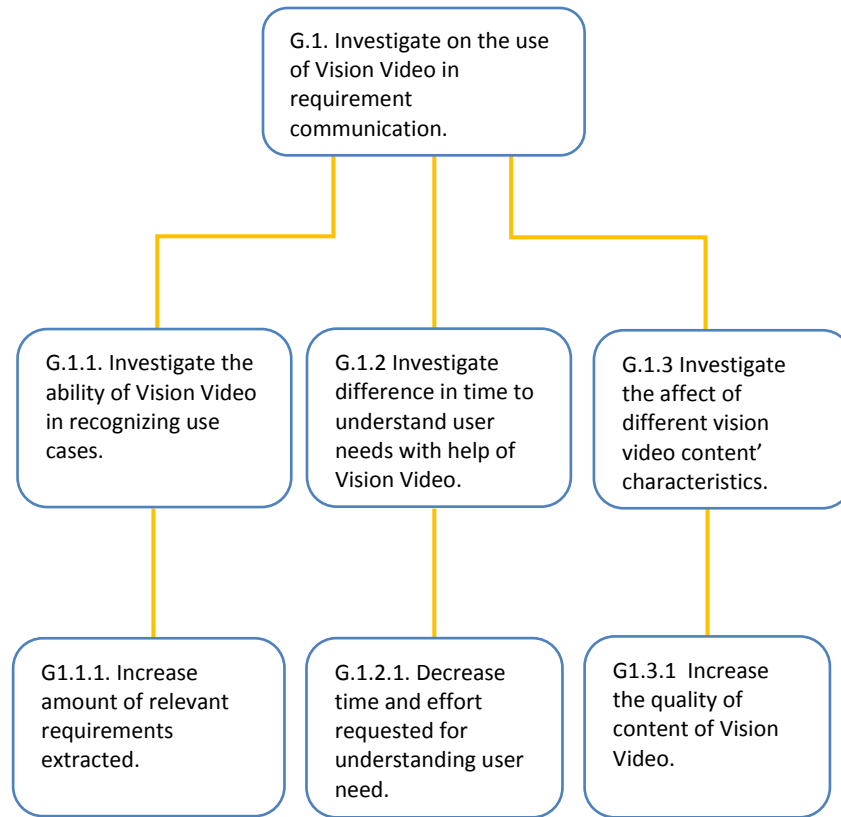 G.1. Investigate on the use
of Vision Video in
requirement
communication.
G.1.1. Investigate the
ability of Vision Video
in recognizing use
cases.
G.1.2 Investigate
difference in time to
understand user
needs with help of
Vision Video.
G.1.3 Investigate
the affect of
different vision
video content’
characteristics.
G1.1.1. Increase
amount of relevant
requirements
extracted.
G.1.2.1. Decrease
time and effort
requested for
understanding user
need.
G1.3.1 Increase
the quality of
content of Vision
Video.